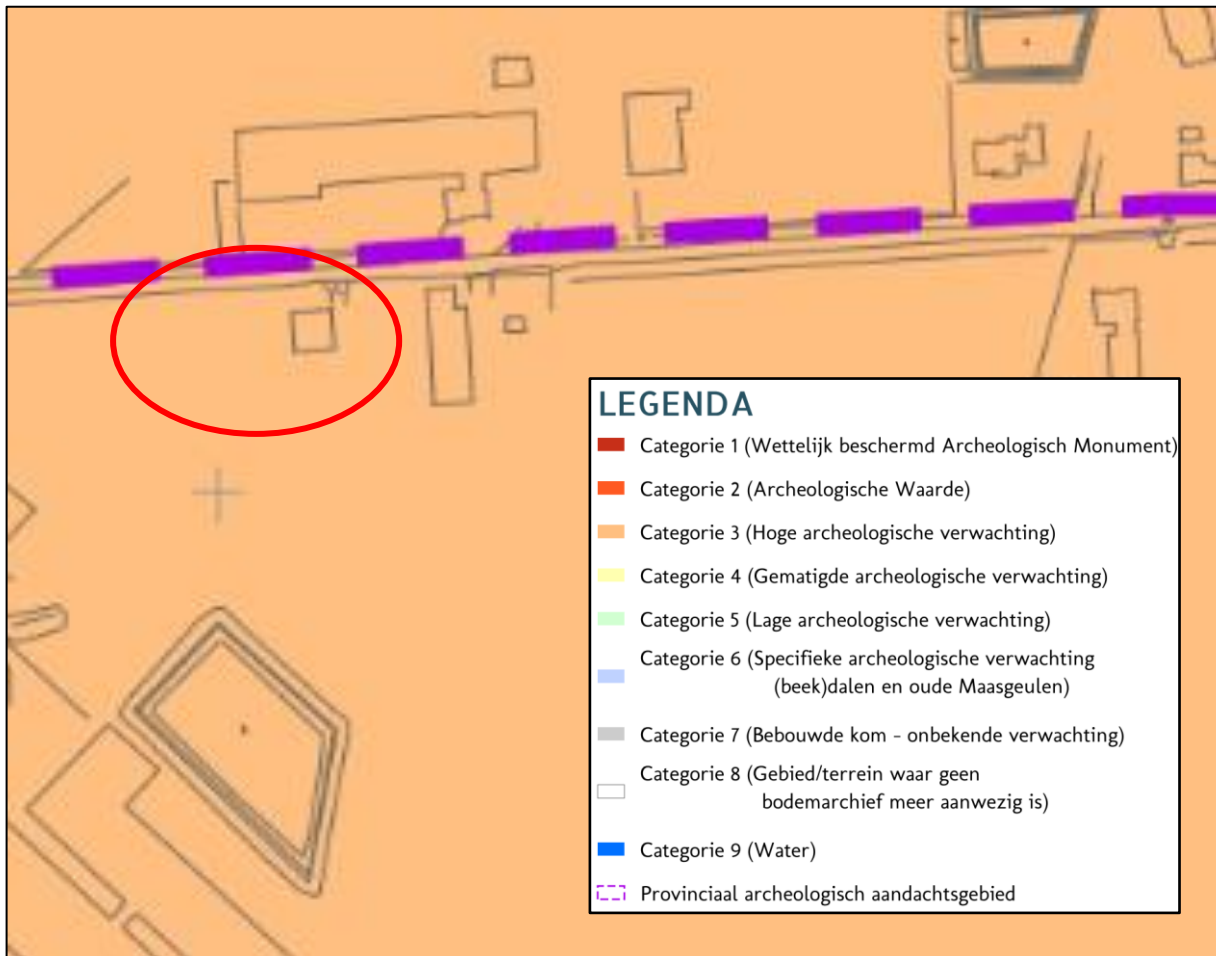 LEGENDA
Categorie 1 (Wettelijk beschermd Archeologisch Monument)
Categorie 2 (Archeologische Waarde)
Categorie 3 (Hoge archeologische verwachting)
Categorie 4 (Gematigde archeologische verwachting)
Categorie 5 (Lage archeologische verwachting)
Categorie 6 (Specifieke archeologische verwachting
(beek)dalen en oude Maasgeulen)
Categorie 7 (Bebouwde kom - onbekende verwachting)
Categorie 8 (Gebied/terrein waar geen
bodemarchief meer aanwezig is)
Categorie 9 (Water)
Provinciaal archeologisch aandachtsgebied